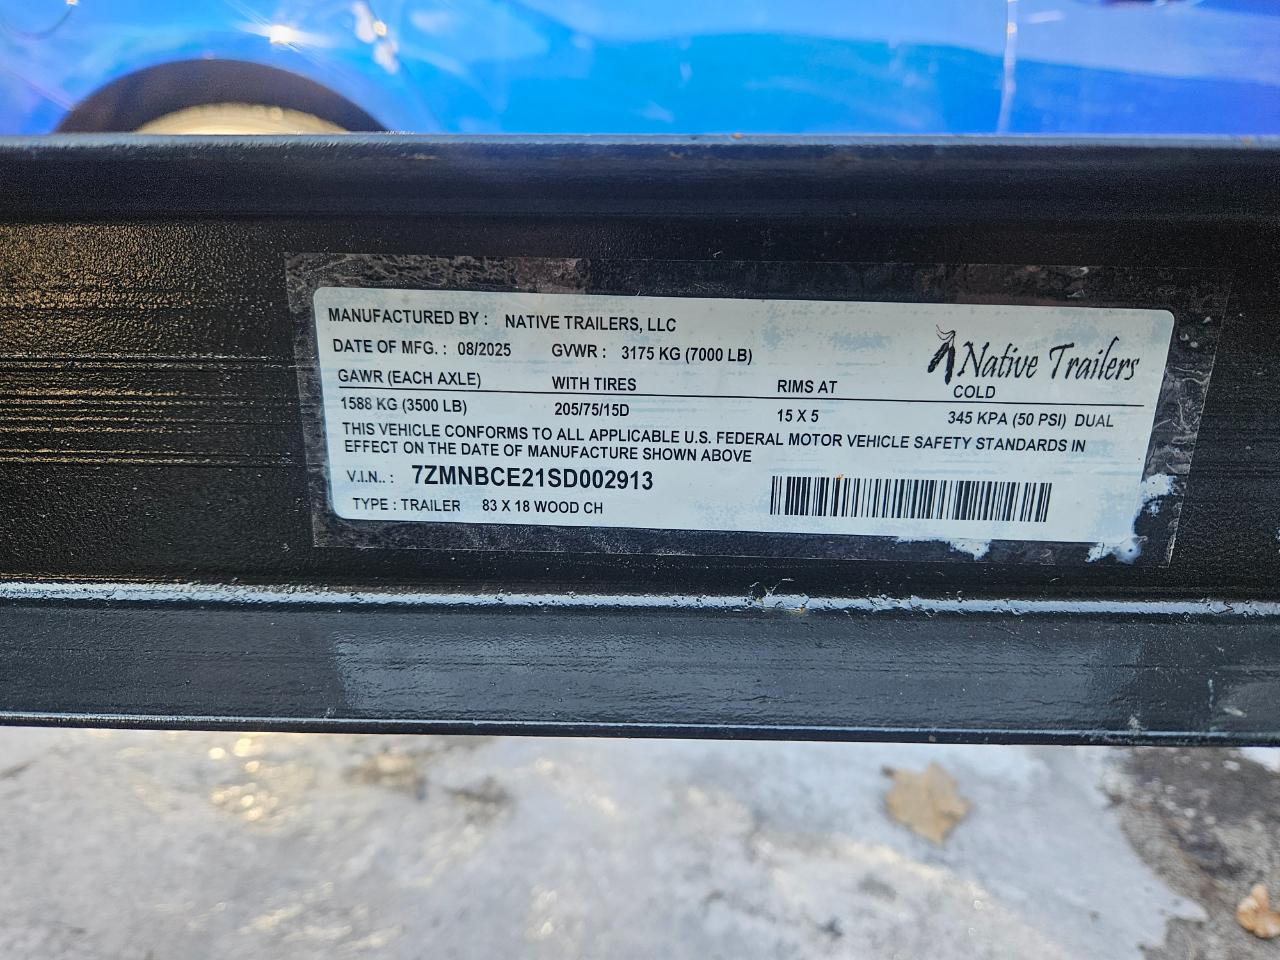 MANUFACTURED BY : NATIVE TRAILERS, LLC
DATE OF MFG. : 08/2025 GVWR : 3175 KG (7000 LB)
Native Trailers
GAWR (EACH AXLE) WITH TIRES RIMS AT COLD
1588 KG (3500 LB) 205/75/15D 15 X 5 345 KPA (50 PSI) DUAL
THIS VEHICLE CONFORMS TO ALL APPLICABLE U.S. FEDERAL MOTOR VEHICLE SAFETY STANDARDS IN
EFFECT ON THE DATE OF MANUFACTURE SHOWN ABOVE
V.I.N.. : 7ZMNBCE21SD002913
TYPE : TRAILER 83 X 18 WOOD CH